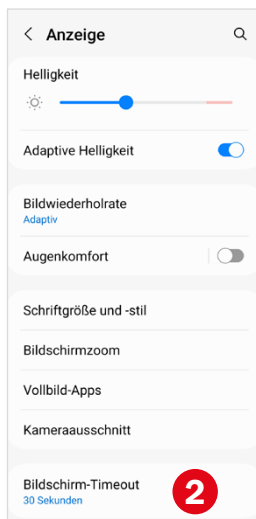 Anzeige
Helligkeit
Adaptive Helligkeit
Bildwiederholrate
Adaptiv
Augenkomfort
Schriftgröße und -stil
Bildschirmzoom
Vollbild-Apps
Kameraausschnitt
Bildschirm-Timeout
30 Sekunden
2